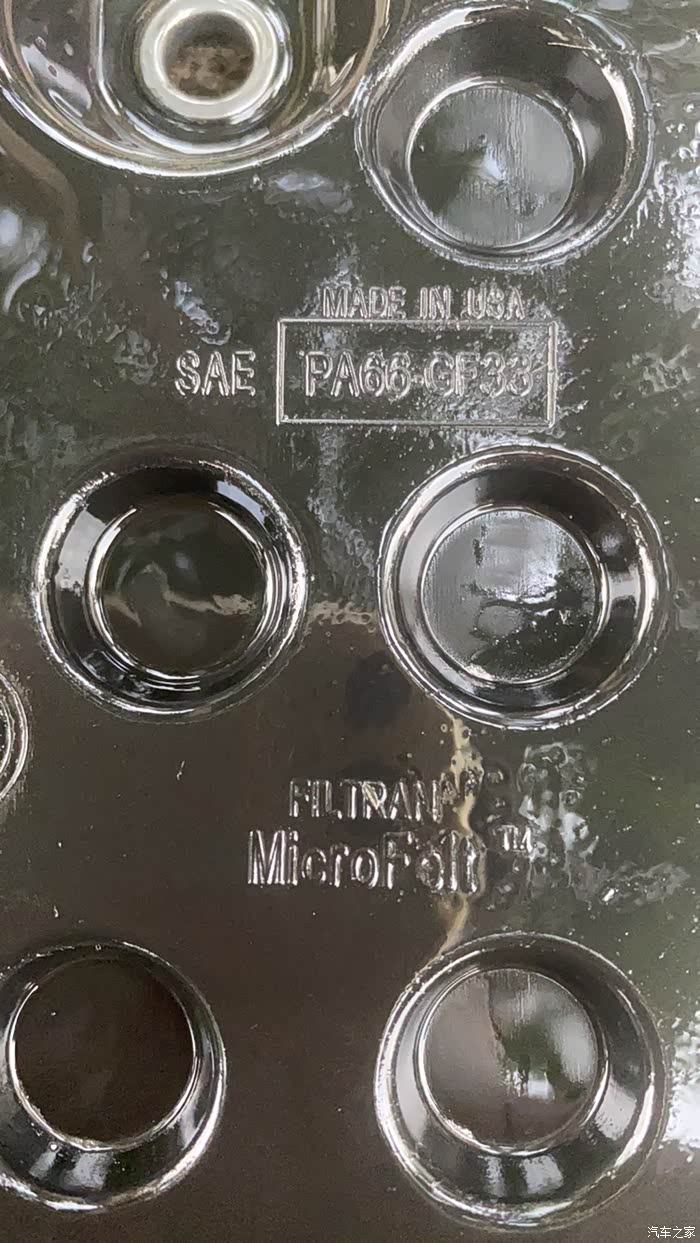 MADE IN USA
SAE PA66-GF33
FILTRAN
MicroFelt™
汽车之家